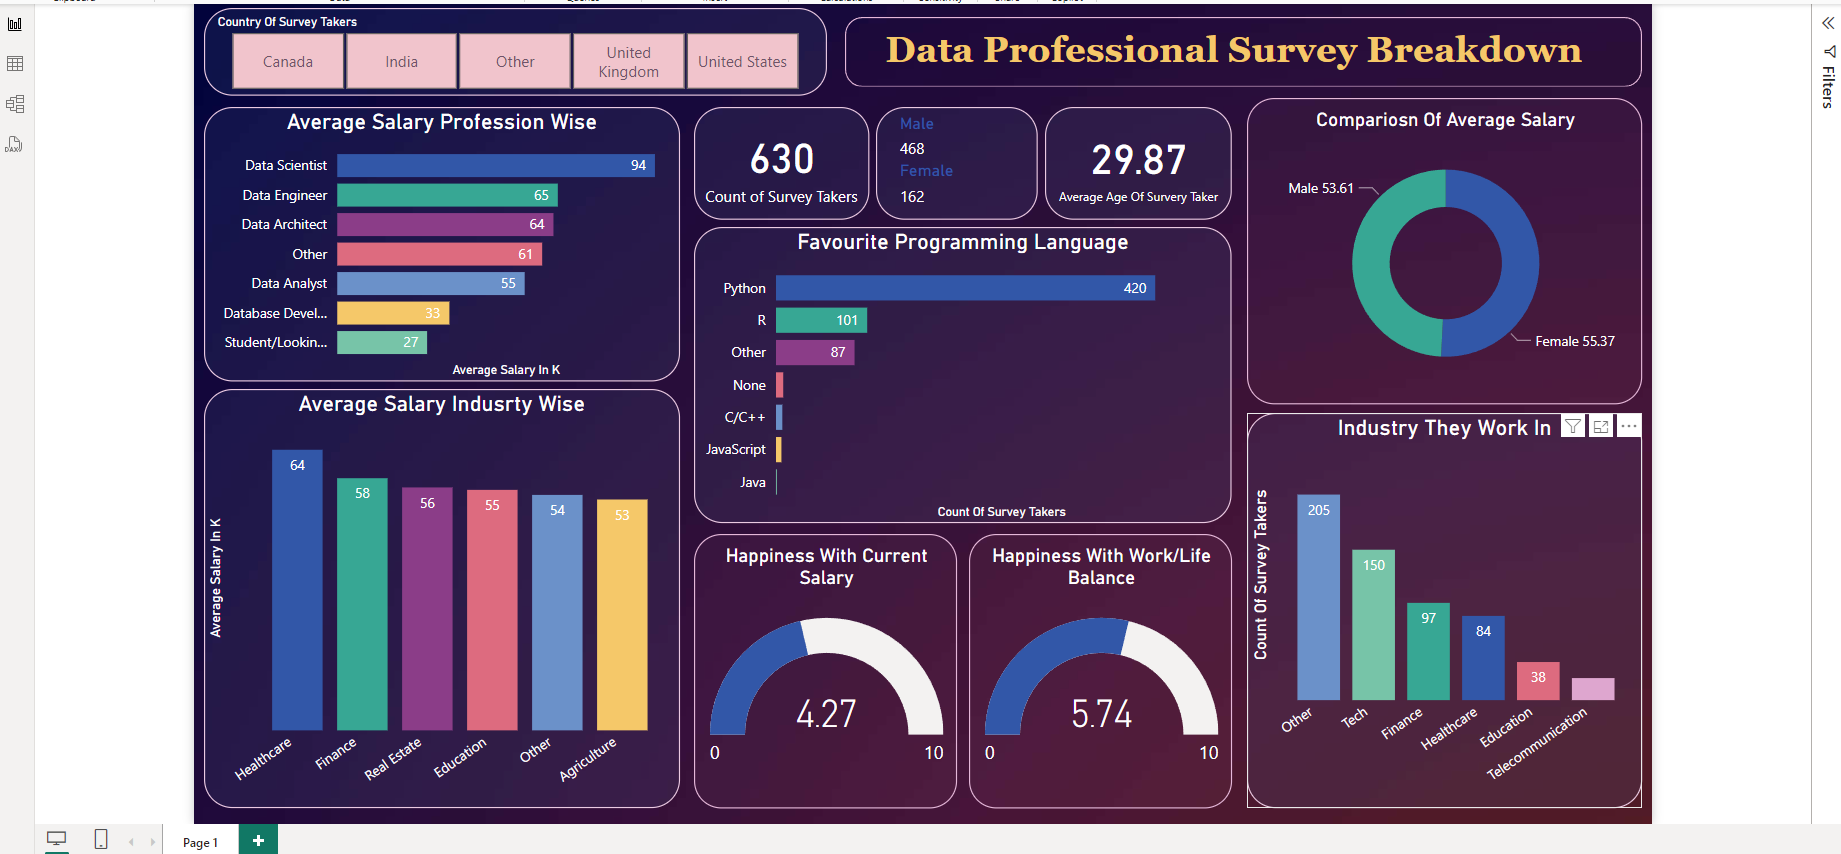 Country Of Survey Takers
Canada
India
Other
United
Kingdom
United States
Data Professional Survey Breakdown
Filters
Average Salary Profession Wise
Data Scientist 94
Data Engineer 65
Data Architect 64
Other 61
Data Analyst 55
Database Devel... 33
Student/Lookin... 27
Average Salary In K
630
Count of Survey Takers
Male
468
Female
162
29.87
Average Age Of Survery Taker
Compariosn Of Average Salary
Male 53.61
Female 55.37
Favourite Programming Language
Python 420
R 101
Other 87
None
C/C++
JavaScript
Java
Count Of Survey Takers
Average Salary Indusrty Wise
Average Salary In K
64
58
56
55
54
53
Healthcare
Finance
Real Estate
Education
Other
Agriculture
Happiness With Current
Salary
4.27
0
10
Happiness With Work/Life
Balance
5.74
0
10
Industry They Work In
Count Of Survey Takers
205
150
97
84
38
Other
Tech
Finance
Healthcare
Education
Telecommunication
Page 1